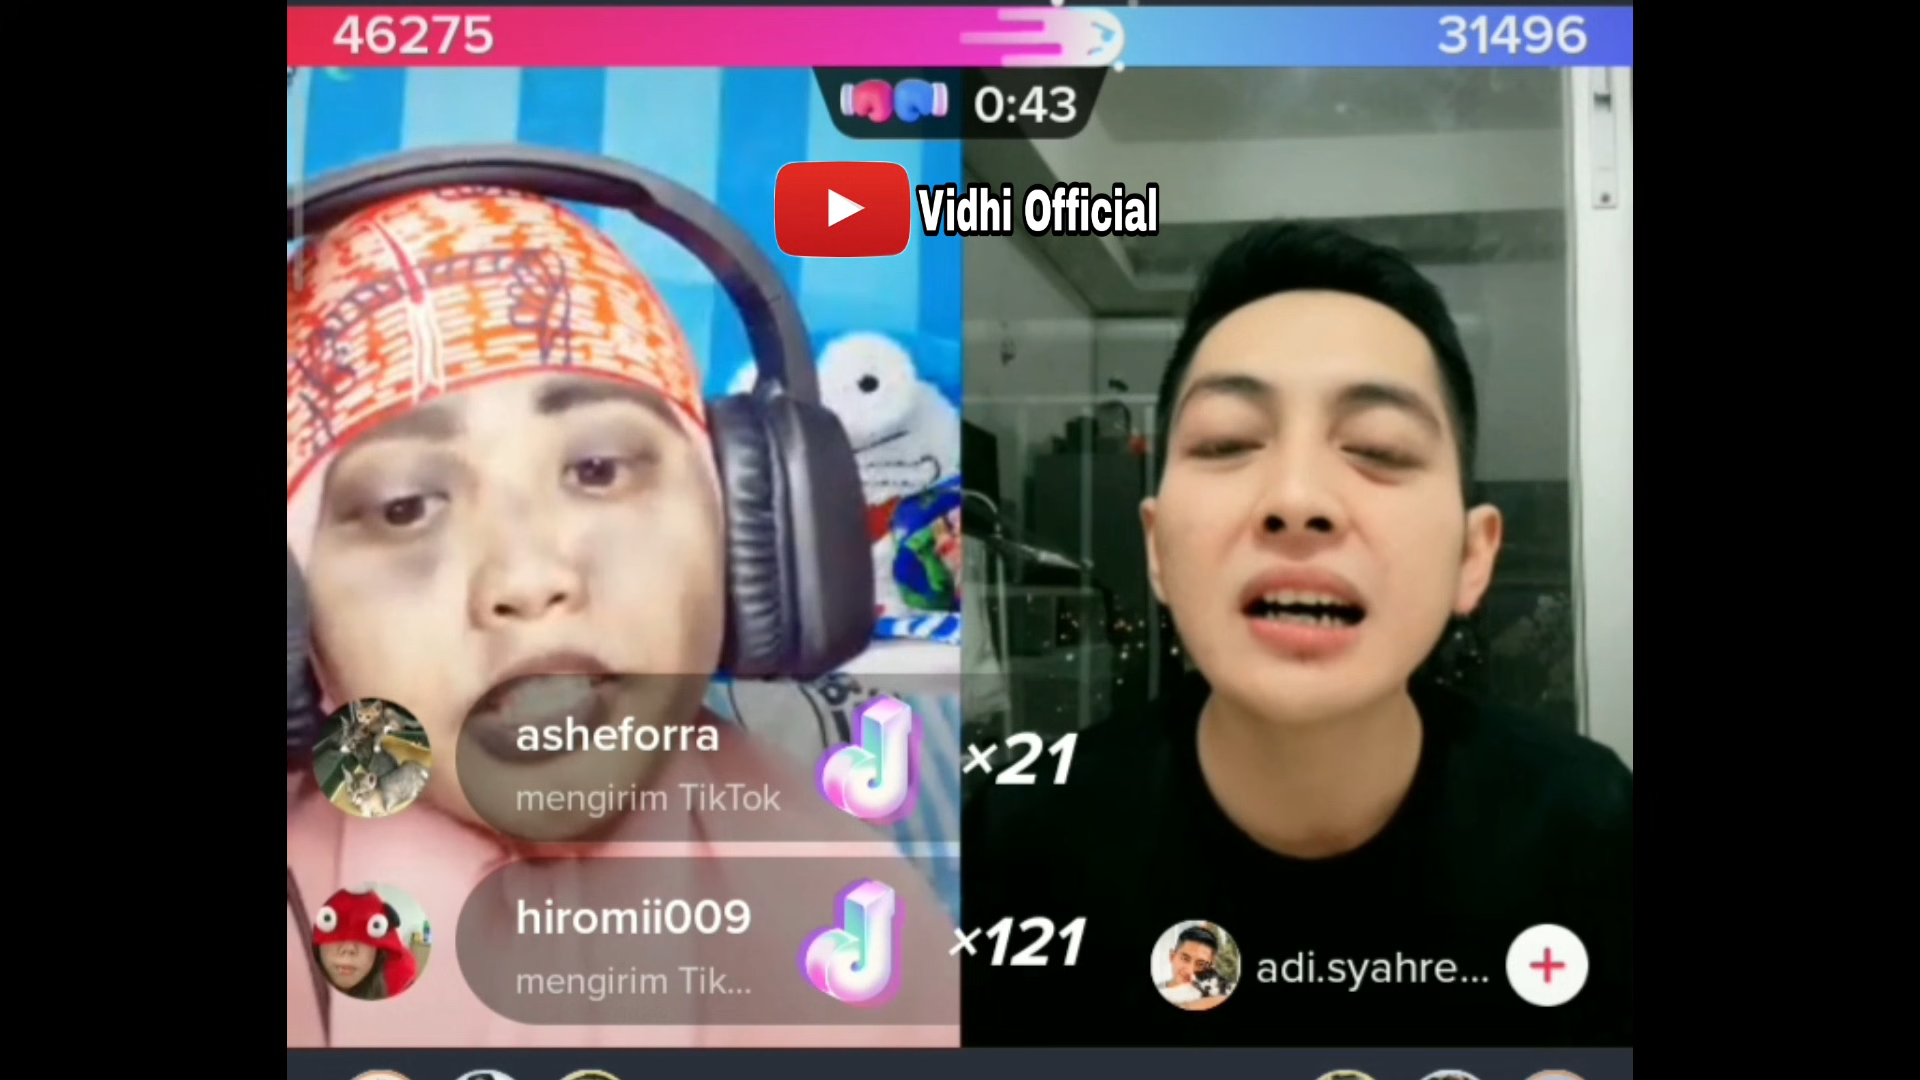 46275
31496
0:43
Vidhi Official
asheforra
mengirim TikTok
×21
hiromii009
mengirim Tik...
×121
adi.syahre...